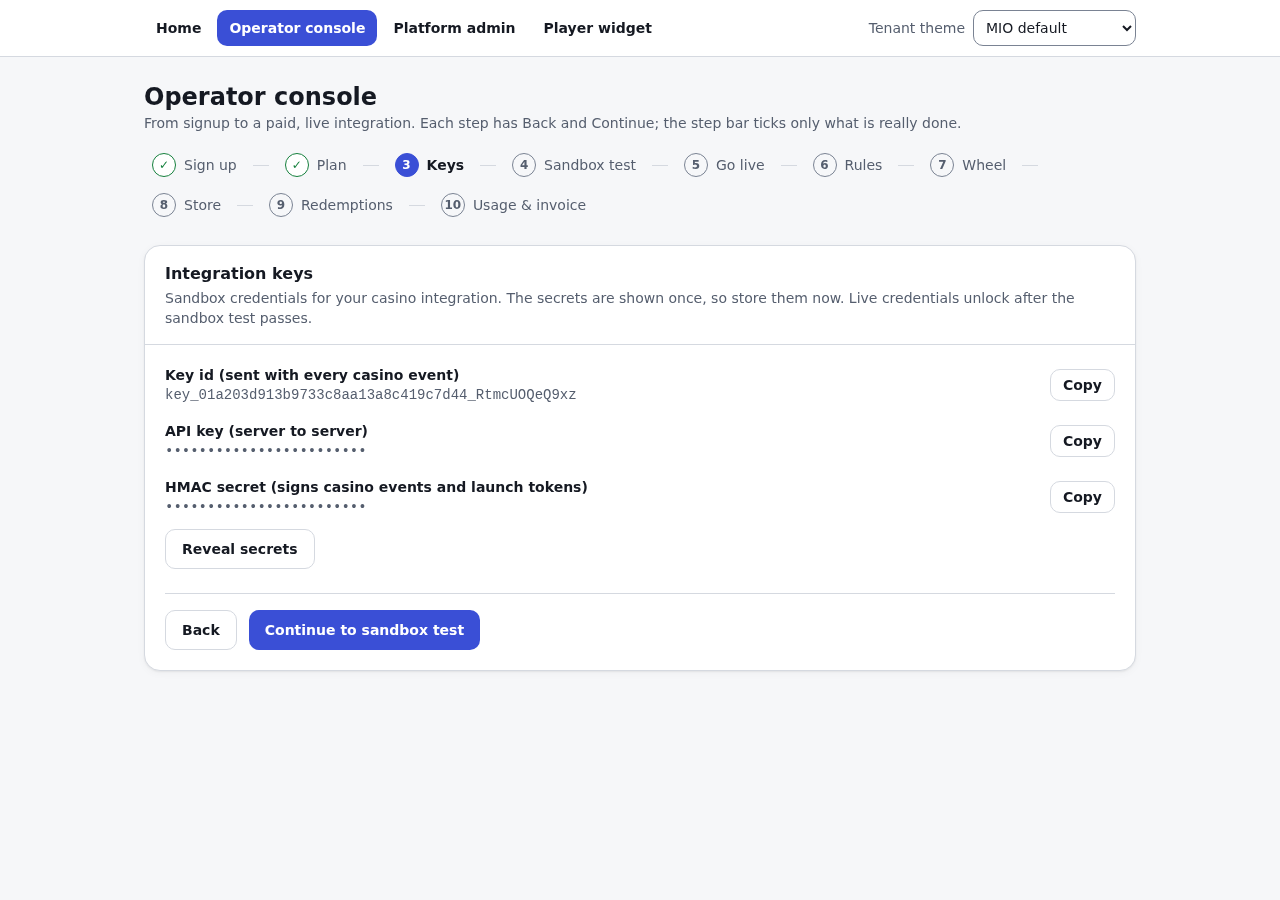 Home
Operator console
Platform admin
Player widget
Tenant theme
MIO default
Operator console
From signup to a paid, live integration. Each step has Back and Continue; the step bar ticks only what is really done.
✓ Sign up
✓ Plan
3 Keys
4 Sandbox test
5 Go live
6 Rules
7 Wheel
8 Store
9 Redemptions
10 Usage & invoice
Integration keys
Sandbox credentials for your casino integration. The secrets are shown once, so store them now. Live credentials unlock after the
sandbox test passes.
Key id (sent with every casino event)
key_01a203d913b9733c8aa13a8c419c7d44_RtmcUOQeQ9xz
Copy
API key (server to server)
••••••••••••••••••••••••
Copy
HMAC secret (signs casino events and launch tokens)
••••••••••••••••••••••••
Copy
Reveal secrets
Back
Continue to sandbox test